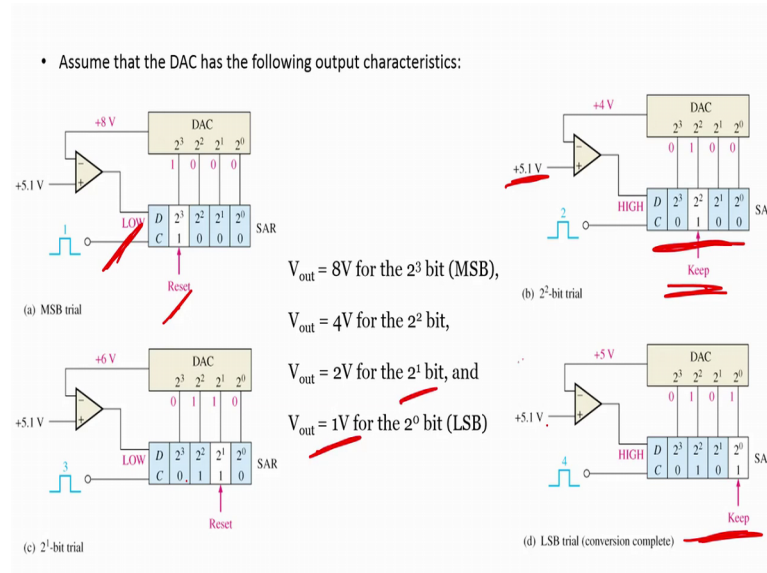 • Assume that the DAC has the following output characteristics:
+8 V
DAC
2³ 2² 2¹ 2⁰
1 0 0 0
+5.1 V
LOW
D 2³ 2² 2¹ 2⁰
C 1 0 0 0
SAR
1
Reset
(a) MSB trial
+4 V
DAC
2³ 2² 2¹ 2⁰
0 1 0 0
+5.1 V
HIGH
D 2³ 2² 2¹ 2⁰
C 0 1 0 0
SA
2
Keep
(b) 2²-bit trial
Vout = 8V for the 2³ bit (MSB),
Vout = 4V for the 2² bit,
Vout = 2V for the 2¹ bit, and
Vout = 1V for the 2⁰ bit (LSB)
+6 V
DAC
2³ 2² 2¹ 2⁰
0 1 1 0
+5.1 V
LOW
D 2³ 2² 2¹ 2⁰
C 0 1 1 0
SAR
3
Reset
(c) 2¹-bit trial
+5 V
DAC
2³ 2² 2¹ 2⁰
0 1 0 1
+5.1 V
HIGH
D 2³ 2² 2¹ 2⁰
C 0 1 0 1
SA
4
Keep
(d) LSB trial (conversion complete)